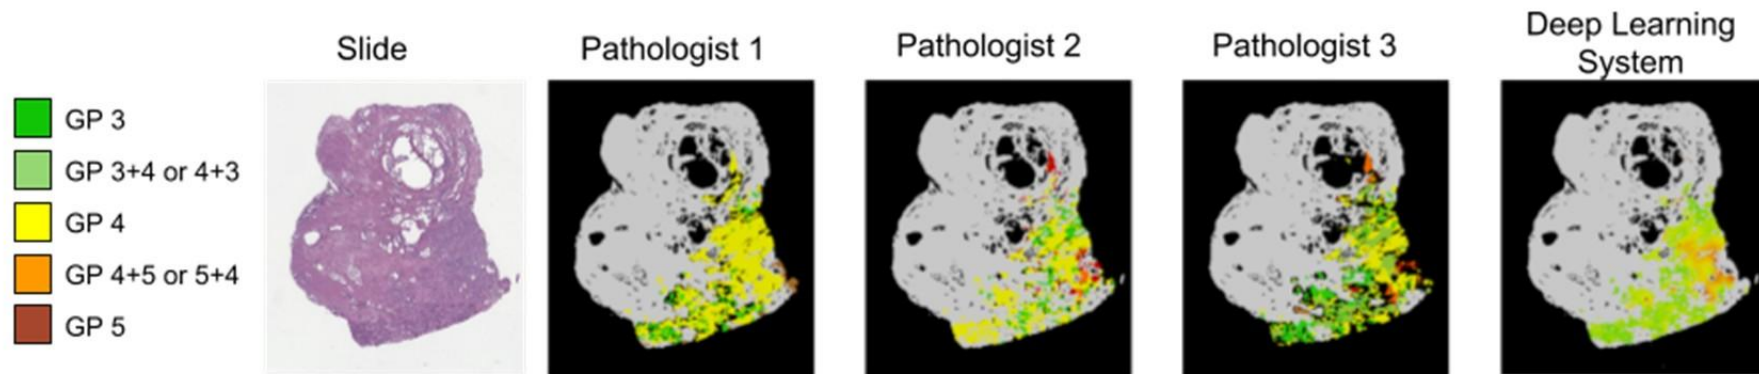 Slide
Pathologist 1
Pathologist 2
Pathologist 3
Deep Learning
System
GP 3
GP 3+4 or 4+3
GP 4
GP 4+5 or 5+4
GP 5